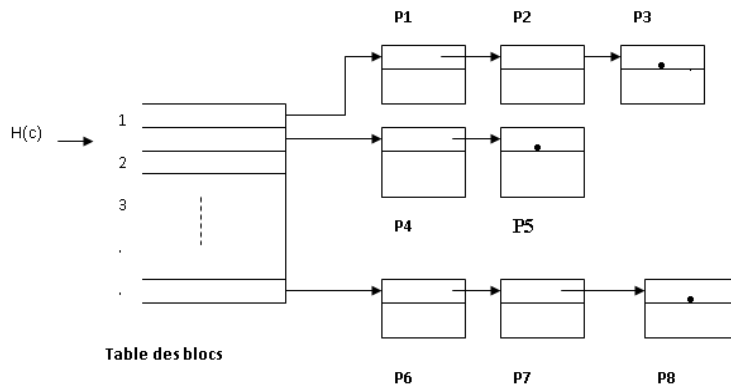 P1 P2 P3
1
H(c)
2
3
.
.
P4 P5
Table des blocs
P6 P7 P8